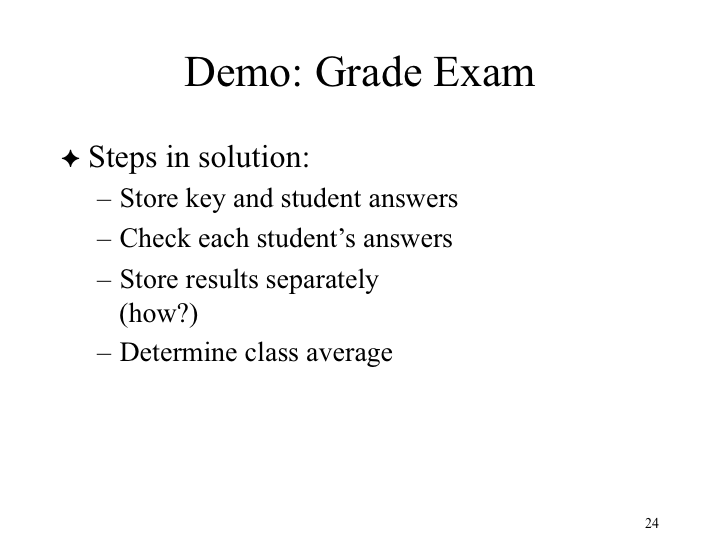 Demo: Grade Exam
✦ Steps in solution:
– Store key and student answers
– Check each student’s answers
– Store results separately
(how?)
– Determine class average
24